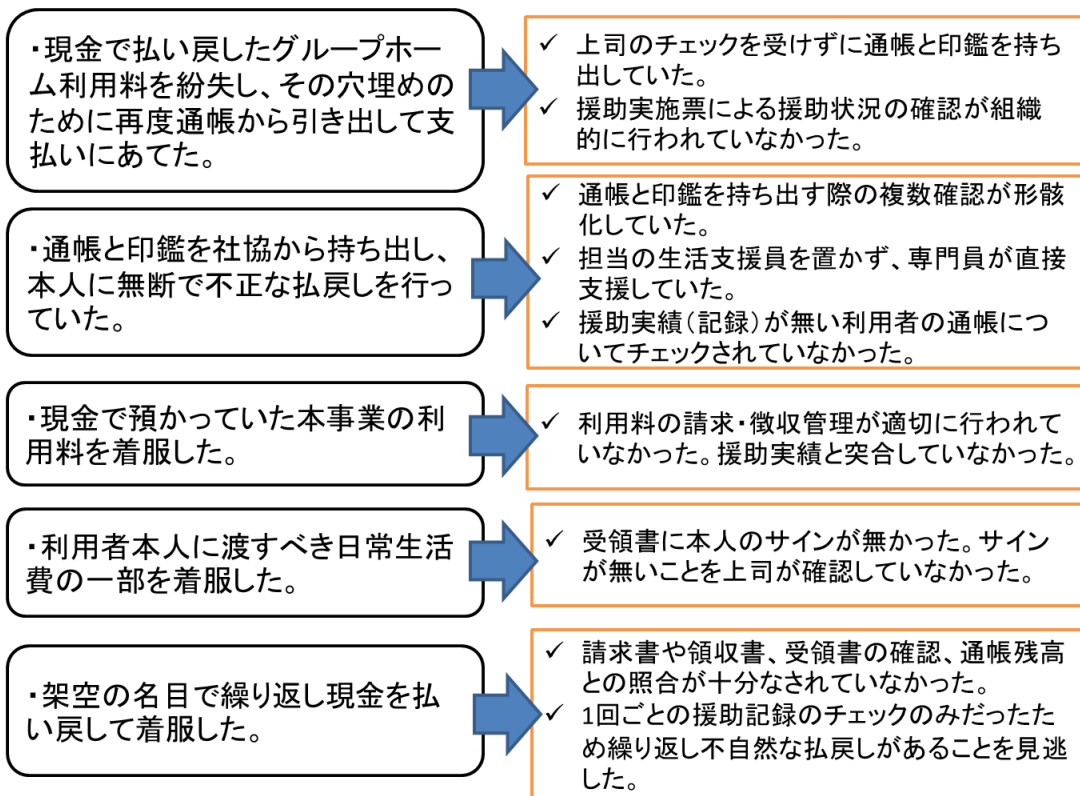 ・現金で払い戻したグループホー
ム利用料を紛失し、その穴埋めの
ために再度通帳から引き出して支
払いにあてた。
✓ 上司のチェックを受けずに通帳と印鑑を持ち
出していた。
✓ 援助実施票による援助状況の確認が組織
的に行われていなかった。
・通帳と印鑑を社協から持ち出し、
本人に無断で不正な払戻しを行っ
ていた。
✓ 通帳と印鑑を持ち出す際の複数確認が形骸
化していた。
✓ 担当の生活支援員を置かず、専門員が直接
支援していた。
✓ 援助実績(記録)が無い利用者の通帳につ
いてチェックされていなかった。
・現金で預かっていた本事業の利
用料を着服した。
✓ 利用料の請求・徴収管理が適切に行われて
いなかった。援助実績と突合していなかった。
・利用者本人に渡すべき日常生活
費の一部を着服した。
✓ 受領書に本人のサインが無かった。サイン
が無いことを上司が確認していなかった。
・架空の名目で繰り返し現金を払
い戻して着服した。
✓ 請求書や領収書、受領書の確認、通帳残高
との照合が十分なされていなかった。
✓ 1回ごとの援助記録のチェックのみだったた
め繰り返し不自然な払戻しがあることを見逃
した。